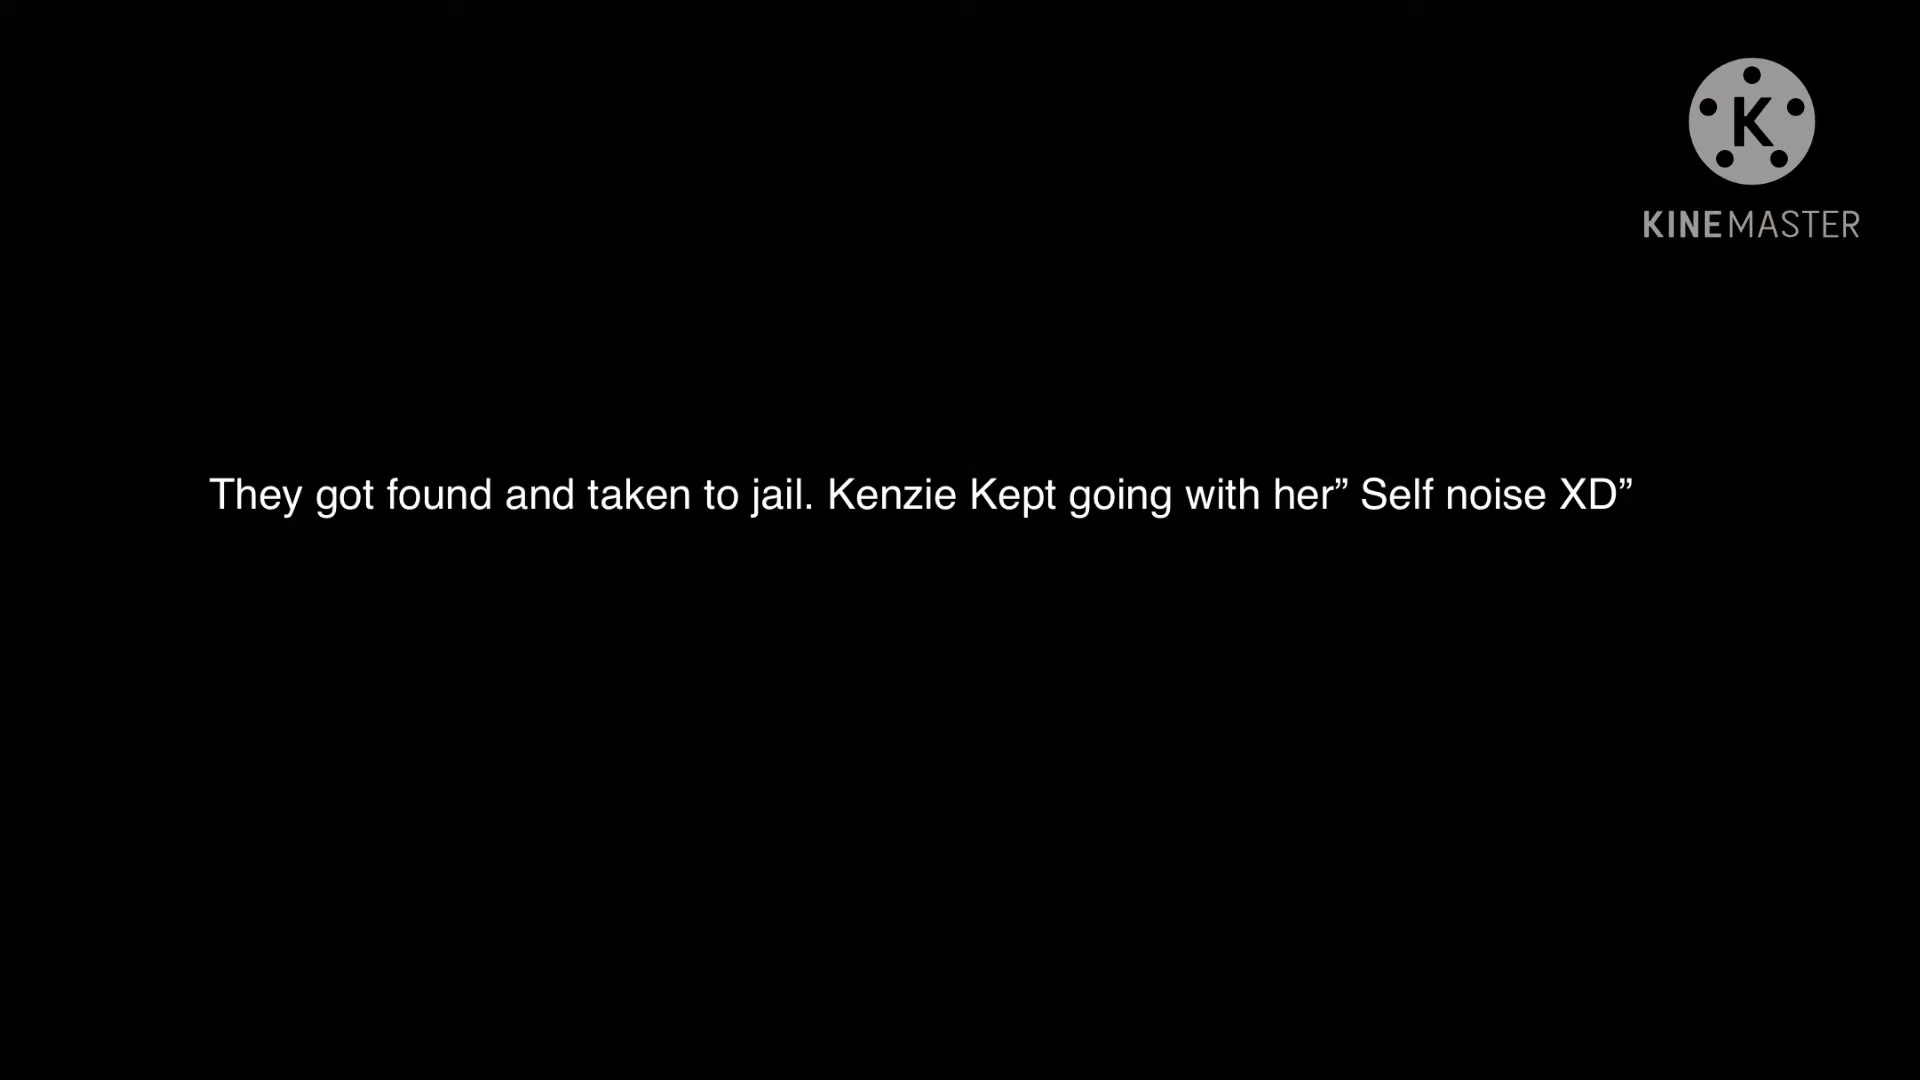 K
KINEMASTER
They got found and taken to jail. Kenzie Kept going with her” Self noise XD”